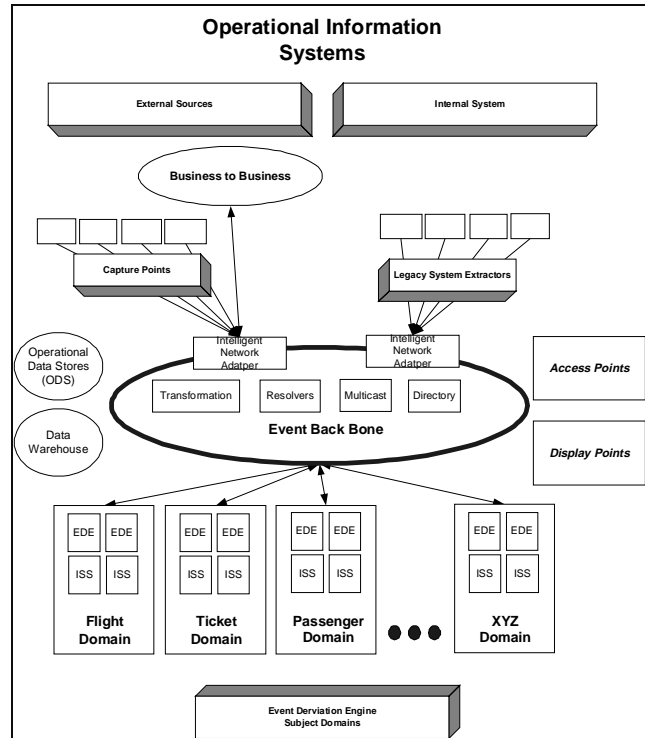 Operational Information
Systems
External Sources
Internal System
Business to Business
Capture Points
Legacy System Extractors
Intelligent
Network
Adatper
Intelligent
Network
Adatper
Operational
Data Stores
(ODS)
Data
Warehouse
Transformation
Resolvers
Multicast
Directory
Event Back Bone
Access Points
Display Points
EDE
EDE
ISS
ISS
Flight
Domain
EDE
EDE
ISS
ISS
Ticket
Domain
EDE
EDE
ISS
ISS
Passenger
Domain
EDE
EDE
ISS
ISS
XYZ
Domain
Event Derviation Engine
Subject Domains